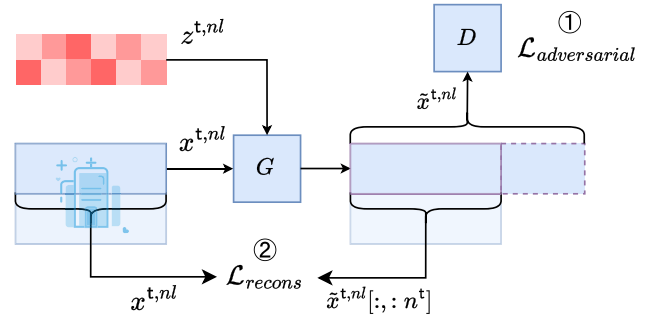 z^{t,nl}
①
D
ℒ_{adversarial}
x̃^{t,nl}
x^{t,nl}
G
②
ℒ_{recons}
x^{t,nl}
x̃^{t,nl}[:,: n^t]